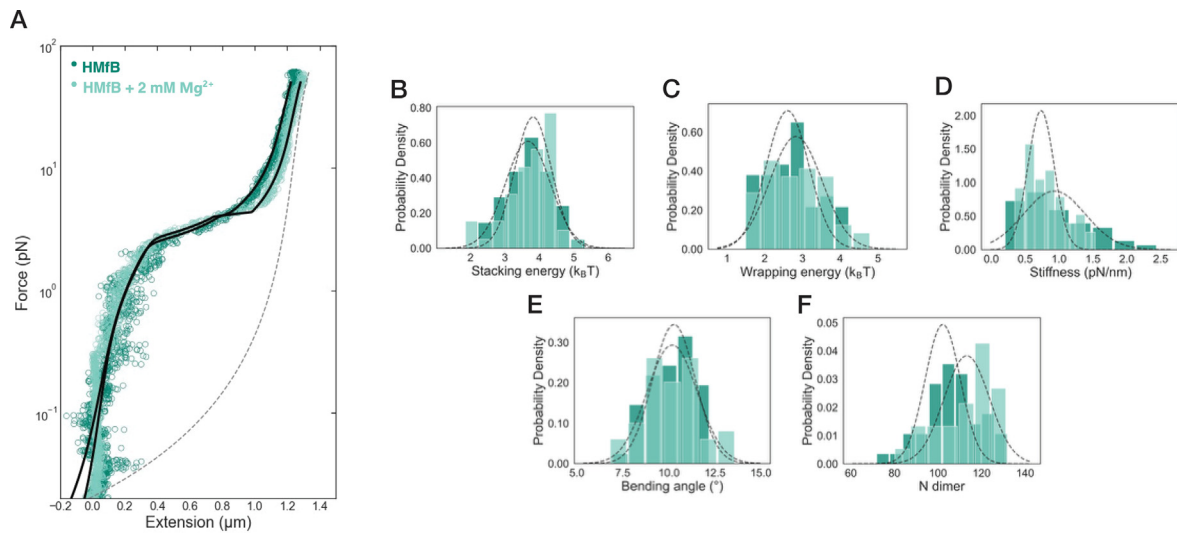 A
10²
HMfB
HMfB + 2 mM Mg²⁺
10¹
10⁰
10⁻¹
Force (pN)
-0.2 0.0 0.2 0.4 0.6 0.8 1.0 1.2 1.4
Extension (µm)
B
0.80
0.60
0.40
0.20
0.00
Probability Density
2 3 4 5 6
Stacking energy (k_BT)
C
0.60
0.40
0.20
0.00
Probability Density
1 2 3 4 5
Wrapping energy (k_BT)
D
2.00
1.50
1.00
0.50
0.00
Probability Density
0.0 0.5 1.0 1.5 2.0 2.5
Stiffness (pN/nm)
E
0.30
0.20
0.10
0.00
Probability Density
5.0 7.5 10.0 12.5 15.0
Bending angle (°)
F
0.05
0.04
0.03
0.02
0.01
0.00
Probability Density
60 80 100 120 140
N dimer